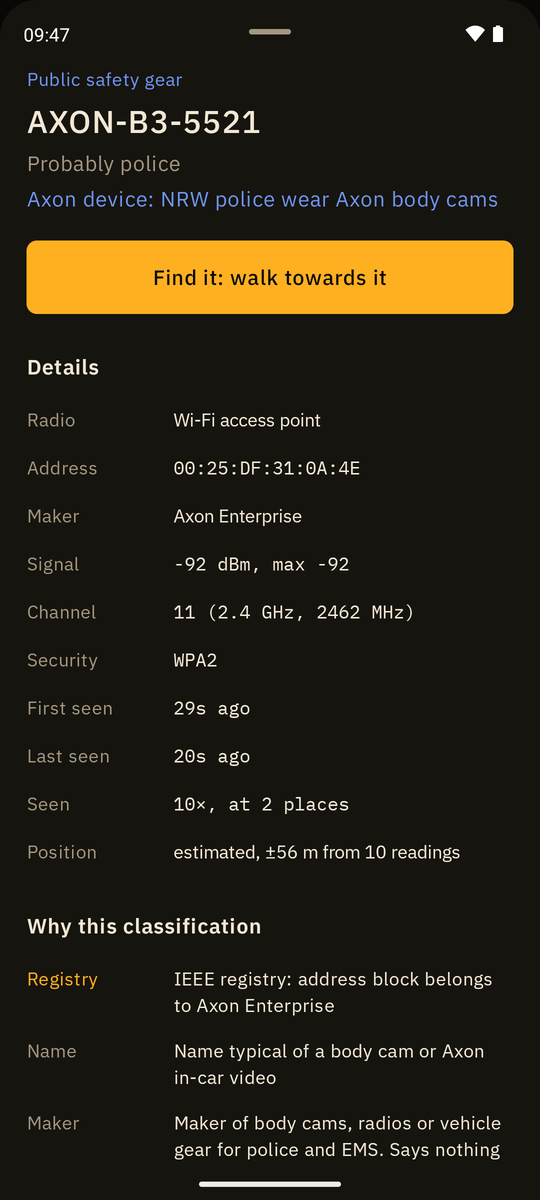 09:47
Public safety gear
AXON-B3-5521
Probably police
Axon device: NRW police wear Axon body cams
Find it: walk towards it
Details
Radio Wi-Fi access point
Address 00:25:DF:31:0A:4E
Maker Axon Enterprise
Signal -92 dBm, max -92
Channel 11 (2.4 GHz, 2462 MHz)
Security WPA2
First seen 29s ago
Last seen 20s ago
Seen 10×, at 2 places
Position estimated, ±56 m from 10 readings
Why this classification
Registry IEEE registry: address block belongs
to Axon Enterprise
Name Name typical of a body cam or Axon
in-car video
Maker Maker of body cams, radios or vehicle
gear for police and EMS. Says nothing